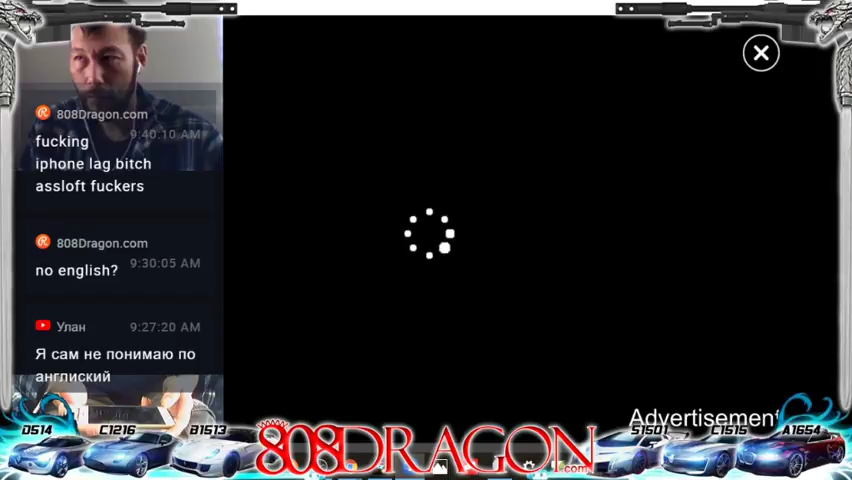 808Dragon.com
9:40:10 AM
fucking
iphone lag bitch
assloft fuckers
808Dragon.com
9:30:05 AM
no english?
Улан
9:27:20 AM
Я сам не понимаю по
англиский
Advertisement
D514
C1216
B1513
808DRAGON
.com
S1501
C1515
A1654